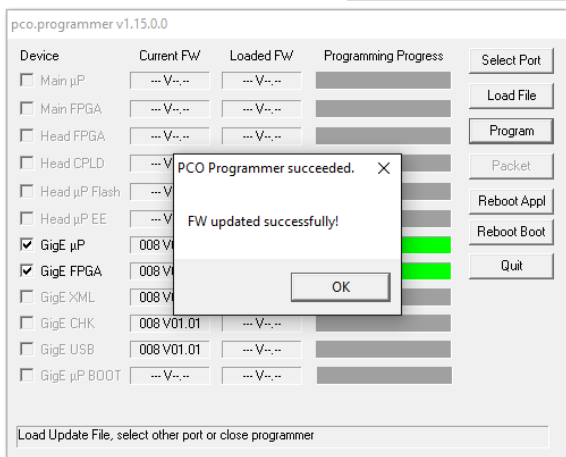 pco.programmer v1.15.0.0
Device Current FW Loaded FW Programming Progress Select Port
Main µP --- V--.-- --- V--.--
Load File
Main FPGA --- V--.-- --- V--.--
Head FPGA --- V--.-- --- V--.-- Program
Head CPLD --- V PCO Programmer succeeded. Packet
Head µP Flash --- V
Reboot Appl
Head µP EE --- V FW updated successfully!
Reboot Boot
GigE µP 008 V
GigE FPGA 008 V Quit
OK
GigE XML 008 V
GigE CHK 008 V01.01 --- V--.--
GigE USB 008 V01.01 --- V--.--
GigE µP BOOT --- V--.-- --- V--.--
Load Update File, select other port or close programmer